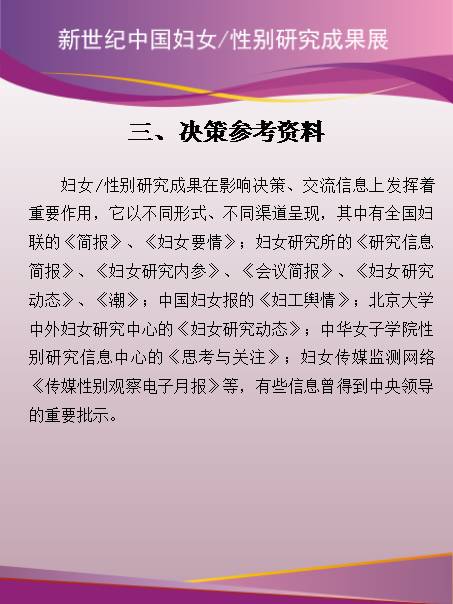 新世纪中国妇女/性别研究成果展
三、决策参考资料
妇女/性别研究成果在影响决策、交流信息上发挥着
重要作用，它以不同形式、不同渠道呈现，其中有全国妇
联的《简报》、《妇女要情》；妇女研究所的《研究信息
简报》、《妇女研究内参》、《会议简报》、《妇女研究
动态》、《潮》；中国妇女报的《妇工舆情》；北京大学
中外妇女研究中心的《妇女研究动态》；中华女子学院性
别研究信息中心的《思考与关注》；妇女传媒监测网络
《传媒性别观察电子月报》等，有些信息曾得到中央领导
的重要批示。